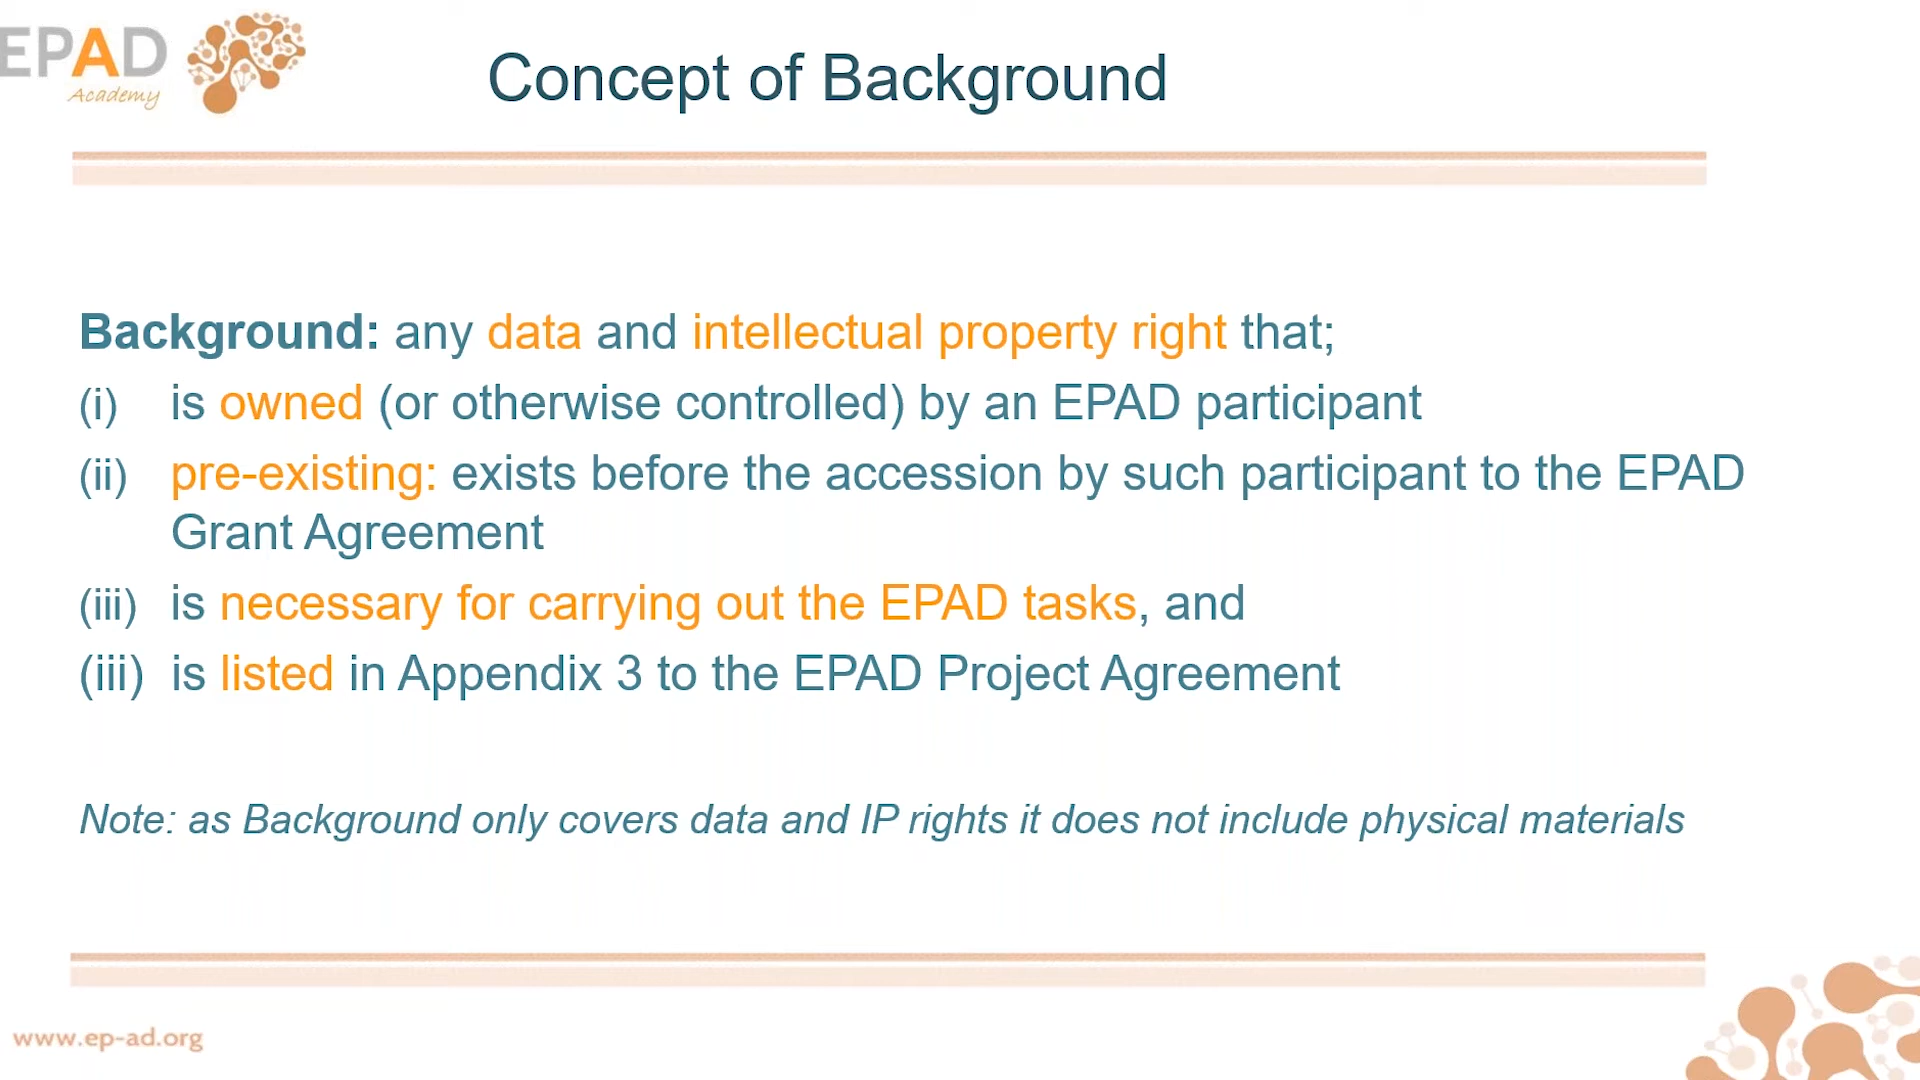 EPAD
Academy
Concept of Background
Background: any data and intellectual property right that;
(i) is owned (or otherwise controlled) by an EPAD participant
(ii) pre-existing: exists before the accession by such participant to the EPAD
Grant Agreement
(iii) is necessary for carrying out the EPAD tasks, and
(iii) is listed in Appendix 3 to the EPAD Project Agreement
Note: as Background only covers data and IP rights it does not include physical materials
www.ep-ad.org